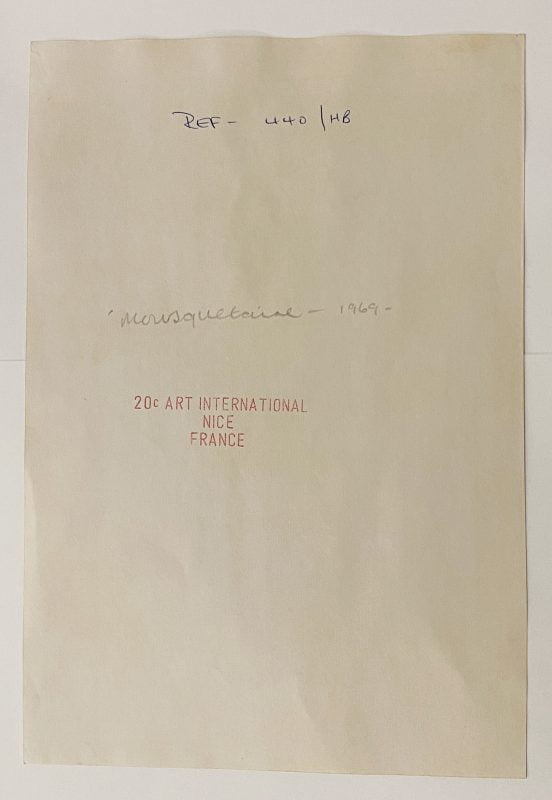 REF - 440/HB
'Mousquetaire - 1969 -
20c ART INTERNATIONAL
NICE
FRANCE